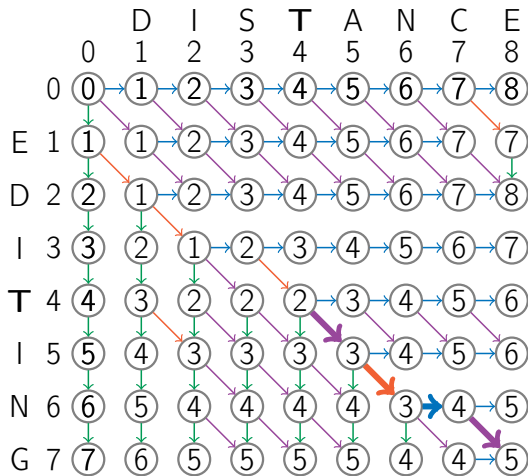 D I S T A N C E
0 1 2 3 4 5 6 7 8
0 0 1 2 3 4 5 6 7 8
E 1 1 1 2 3 4 5 6 7 7
D 2 2 1 2 3 4 5 6 7 8
I 3 3 2 1 2 3 4 5 6 7
T 4 4 3 2 2 2 3 4 5 6
I 5 5 4 3 3 3 3 4 5 6
N 6 6 5 4 4 4 4 3 4 5
G 7 7 6 5 5 5 5 4 4 5